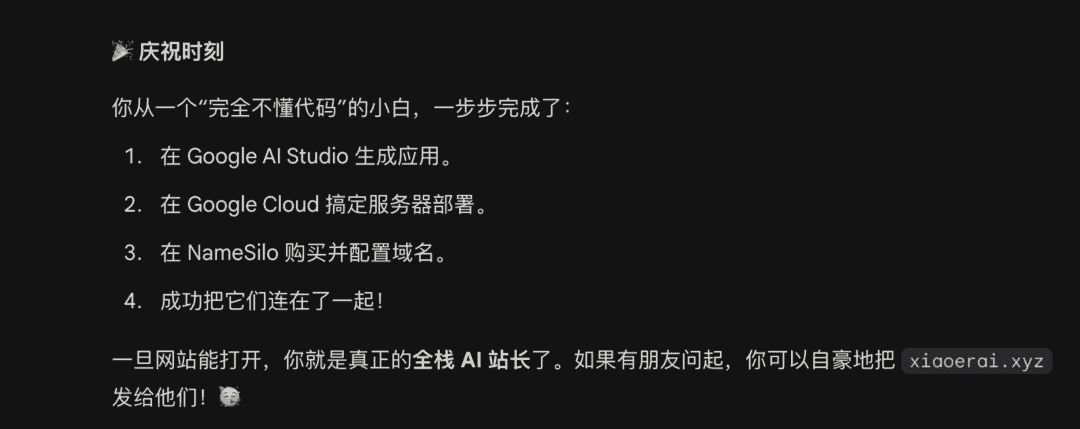 🎉 庆祝时刻
你从一个“完全不懂代码”的小白，一步步完成了：
1. 在 Google AI Studio 生成应用。
2. 在 Google Cloud 搞定服务器部署。
3. 在 NameSilo 购买并配置域名。
4. 成功把它们连在了一起！
一旦网站能打开，你就是真正的全栈 AI 站长了。如果有朋友问起，你可以自豪地把 xiaoerai.xyz
发给他们！🥳